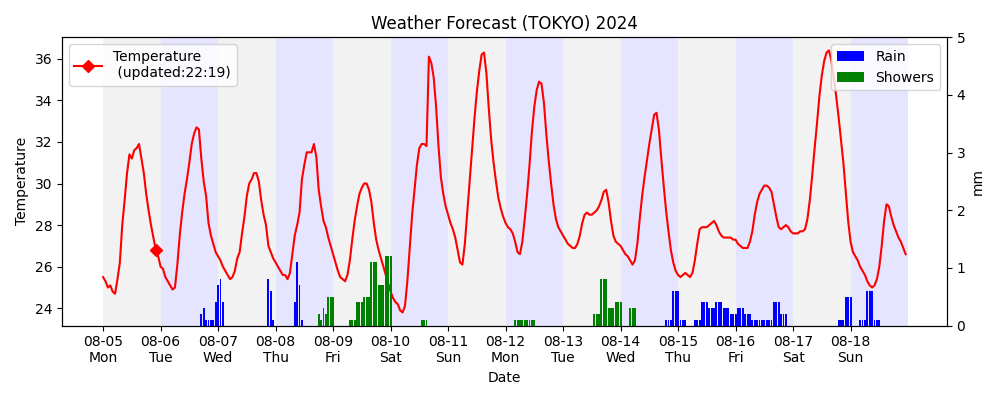 Weather Forecast (TOKYO) 2024
Temperature
(updated:22:19)
Rain
Showers
Temperature
36
34
32
30
28
26
24
5
4
3
2
1
0
mm
08-05 08-06 08-07 08-08 08-09 08-10 08-11 08-12 08-13 08-14 08-15 08-16 08-17 08-18
Mon Tue Wed Thu Fri Sat Sun Mon Tue Wed Thu Fri Sat Sun
Date